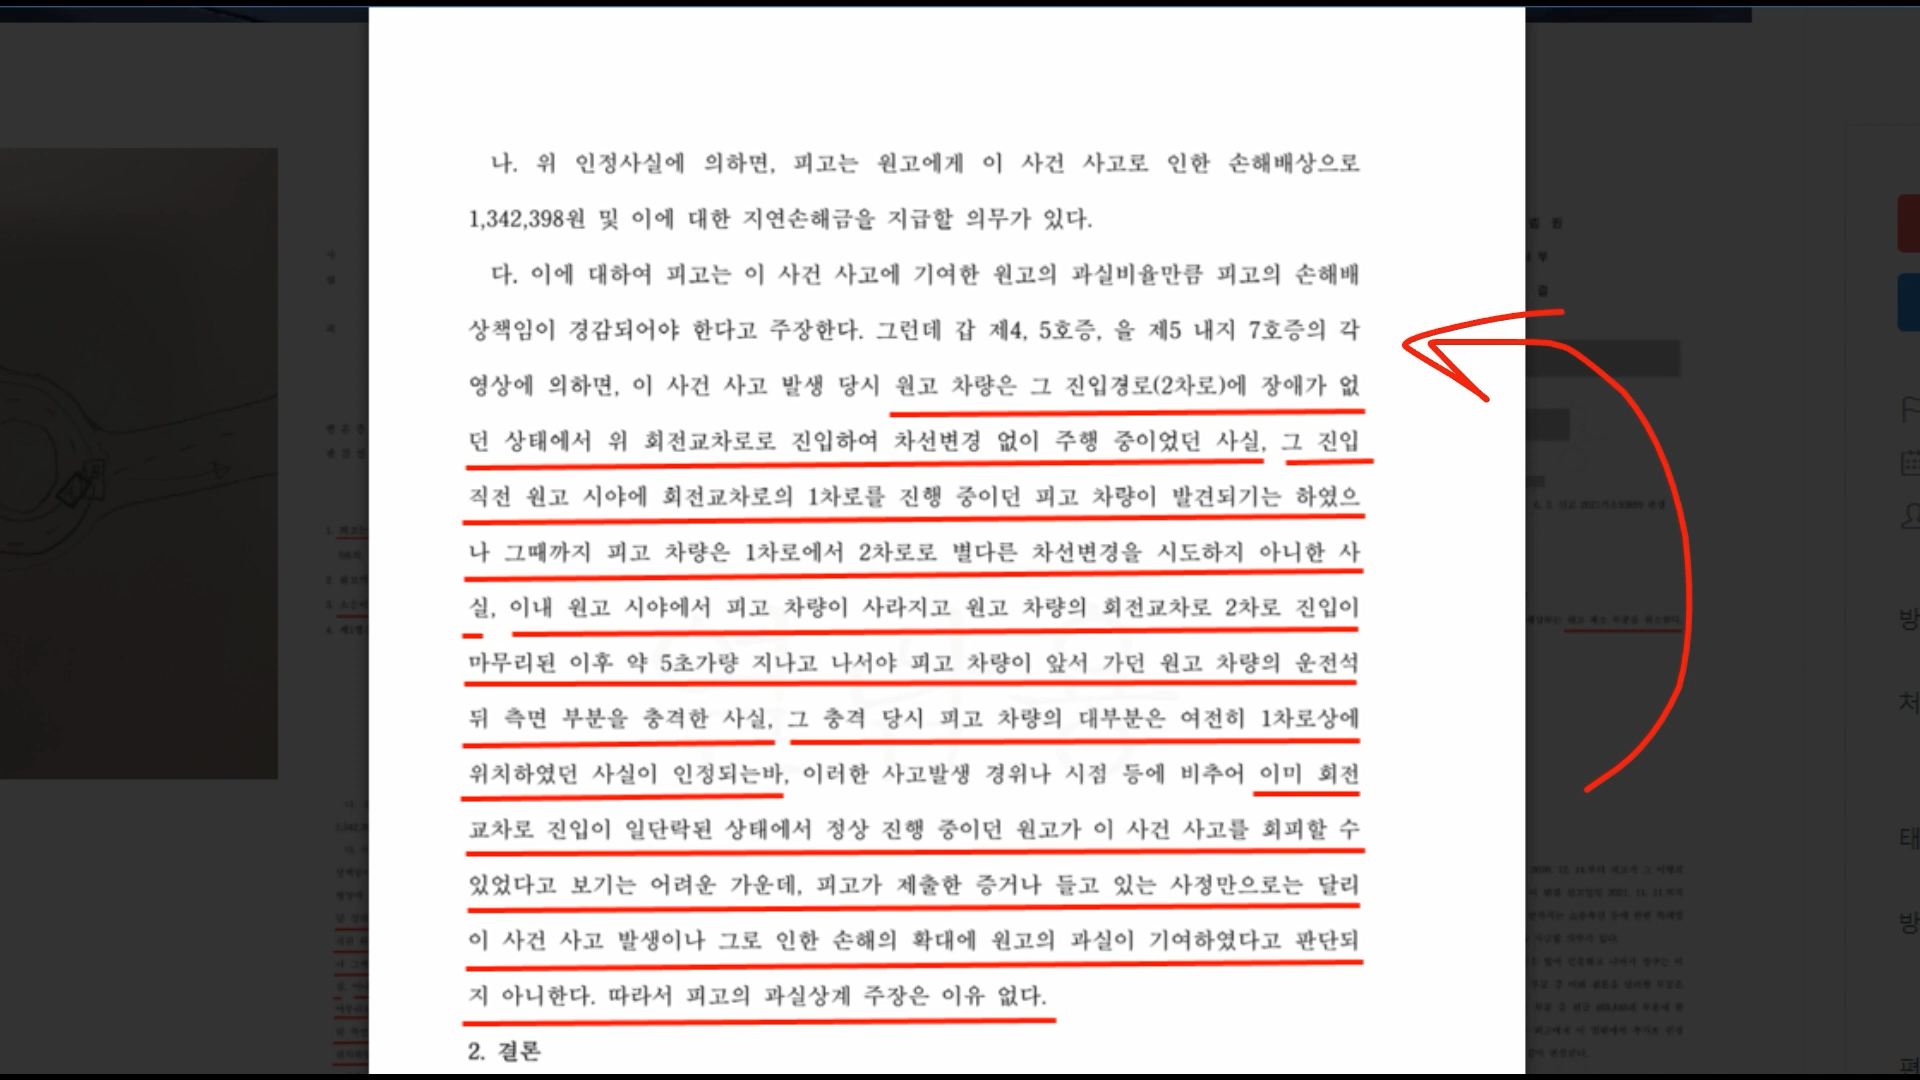 나. 위 인정사실에 의하면, 피고는 원고에게 이 사건 사고로 인한 손해배상으로
1,342,398원 및 이에 대한 지연손해금을 지급할 의무가 있다.
다. 이에 대하여 피고는 이 사건 사고에 기여한 원고의 과실비율만큼 피고의 손해배
상책임이 경감되어야 한다고 주장한다. 그런데 갑 제4, 5호증, 을 제5 내지 7호증의 각
영상에 의하면, 이 사건 사고 발생 당시 원고 차량은 그 진입경로(2차로)에 장애가 없
던 상태에서 위 회전교차로로 진입하여 차선변경 없이 주행 중이었던 사실, 그 진입
직전 원고 시야에 회전교차로의 1차로를 진행 중이던 피고 차량이 발견되기는 하였으
나 그때까지 피고 차량은 1차로에서 2차로로 별다른 차선변경을 시도하지 아니한 사
실, 이내 원고 시야에서 피고 차량이 사라지고 원고 차량의 회전교차로 2차로 진입이
마무리된 이후 약 5초가량 지나고 나서야 피고 차량이 앞서 가던 원고 차량의 운전석
뒤 측면 부분을 충격한 사실, 그 충격 당시 피고 차량의 대부분은 여전히 1차로상에
위치하였던 사실이 인정되는바, 이러한 사고발생 경위나 시점 등에 비추어 이미 회전
교차로 진입이 일단락된 상태에서 정상 진행 중이던 원고가 이 사건 사고를 회피할 수
있었다고 보기는 어려운 가운데, 피고가 제출한 증거나 들고 있는 사정만으로는 달리
이 사건 사고 발생이나 그로 인한 손해의 확대에 원고의 과실이 기여하였다고 판단되
지 아니한다. 따라서 피고의 과실상계 주장은 이유 없다.
2. 결론